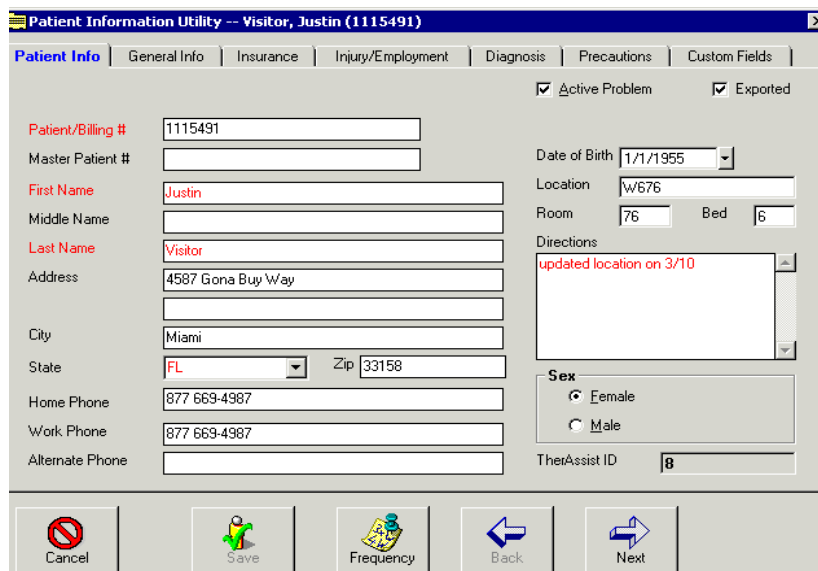 Patient Information Utility -- Visitor, Justin (1115491)
Patient Info General Info Insurance Injury/Employment Diagnosis Precautions Custom Fields
Active Problem Exported
Patient/Billing # 1115491
Master Patient # Date of Birth 1/1/1955
First Name Justin Location W676
Middle Name Room 76 Bed 6
Last Name Visitor Directions
Address 4587 Gona Buy Way updated location on 3/10
City Miami
State FL Zip 33158
Sex
Home Phone 877 669-4987 Female
Work Phone 877 669-4987 Male
Alternate Phone TherAssist ID 8
Cancel Save Frequency Back Next